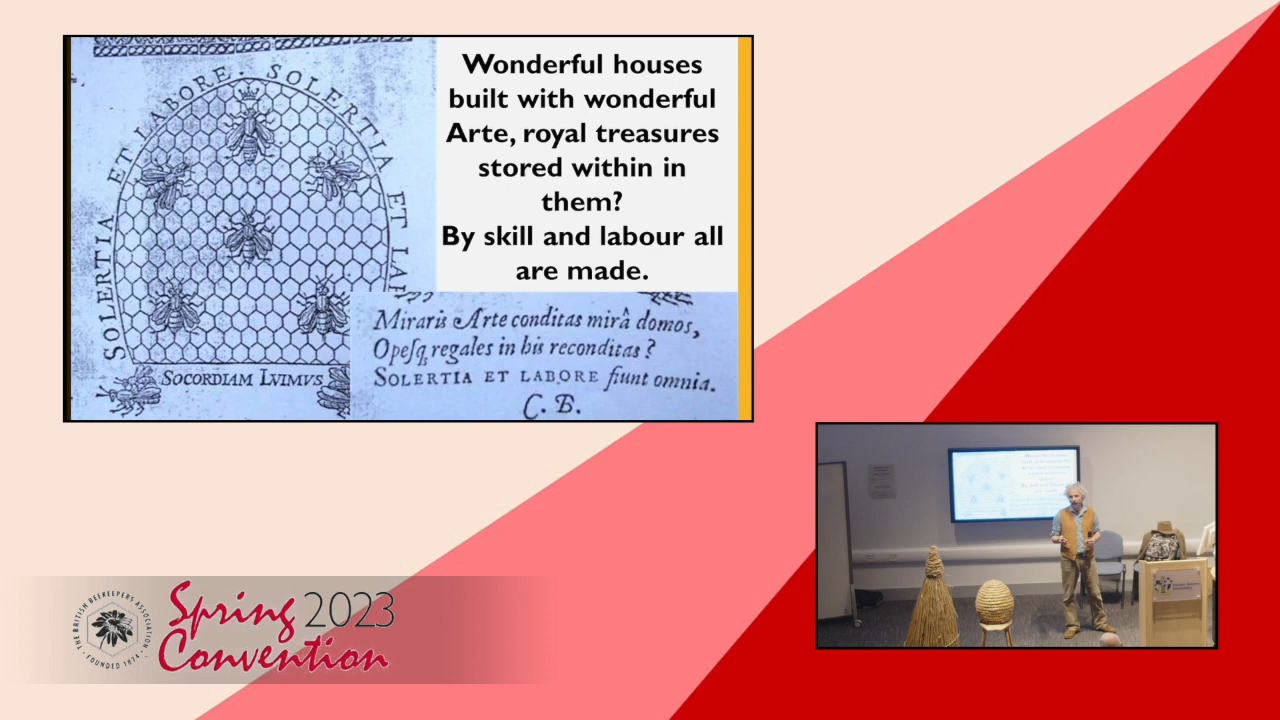 SOLERTIA ET LABORE. SOLERTIA ET LA
SOCORDIAM LVIMVS
Wonderful houses
built with wonderful
Arte, royal treasures
stored within in
them?
By skill and labour all
are made.
Miraris Arte conditas mirâ domos,
Opesq; regales in his reconditas?
SOLERTIA ET LABORE fiunt omnia.
C. B.
THE BRITISH BEEKEEPERS ASSOCIATION
· FOUNDED 1874 ·
Spring 2023
Convention